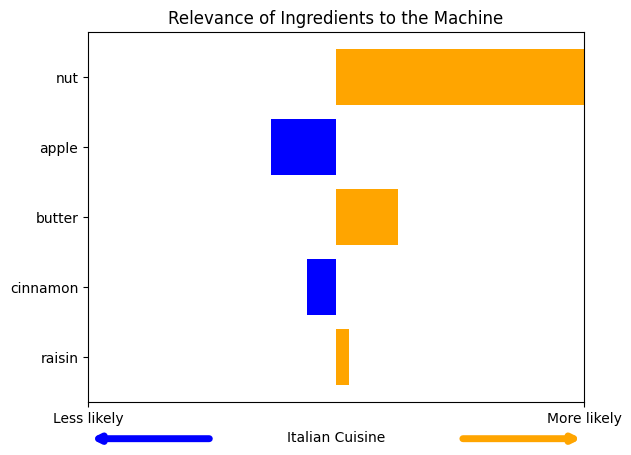 Relevance of Ingredients to the Machine
nut
apple
butter
cinnamon
raisin
Less likely
More likely
Italian Cuisine